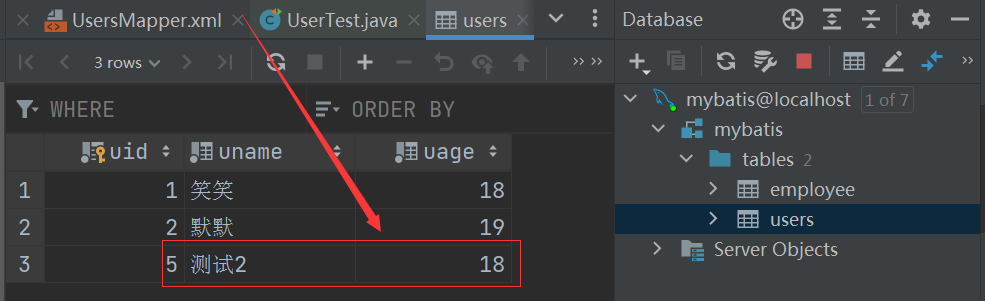 UsersMapper.xml
UserTest.java
users
3 rows
WHERE
ORDER BY
uid uname uage
1 1 笑笑 18
2 2 默默 19
3 5 测试2 18
Database
mybatis@localhost 1 of 7
mybatis
tables 2
employee
users
Server Objects